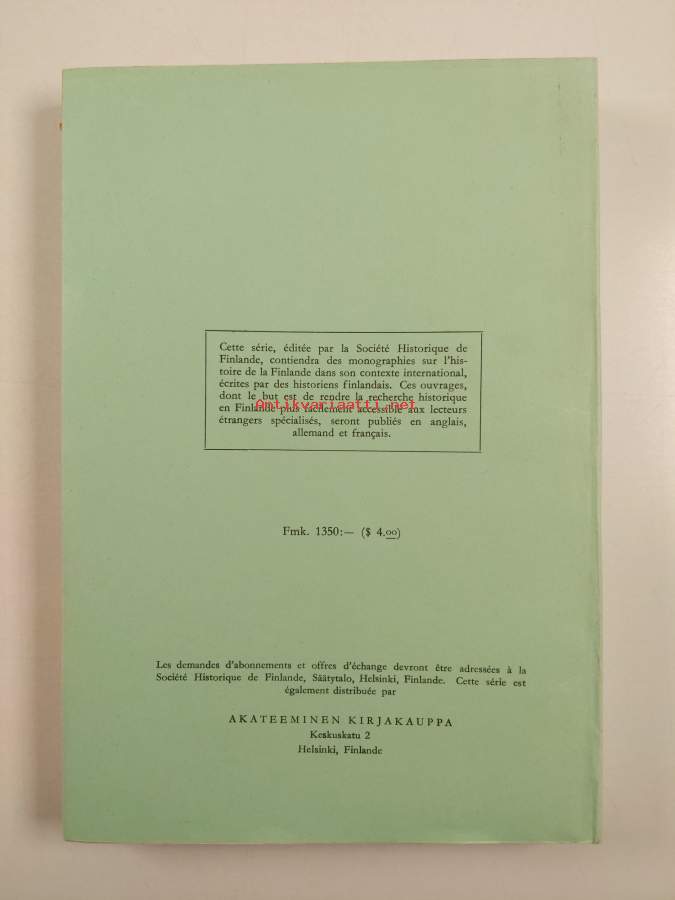 Cette série, éditée par la Société Historique de
Finlande, contiendra des monographies sur l'his-
toire de la Finlande dans son contexte international,
écrites par des historiens finlandais. Ces ouvrages,
dont le but est de rendre la recherche historique
Antikvariaatti.net
en Finlande plus facilement accessible aux lecteurs
étrangers spécialisés, seront publiés en anglais,
allemand et français.
Fmk. 1350:— ($ 4.00)
Les demandes d'abonnements et offres d'échange devront être adressées à la
Société Historique de Finlande, Säätytalo, Helsinki, Finlande. Cette série est
également distribuée par
AKATEEMINEN KIRJAKAUPPA
Keskuskatu 2
Helsinki, Finlande